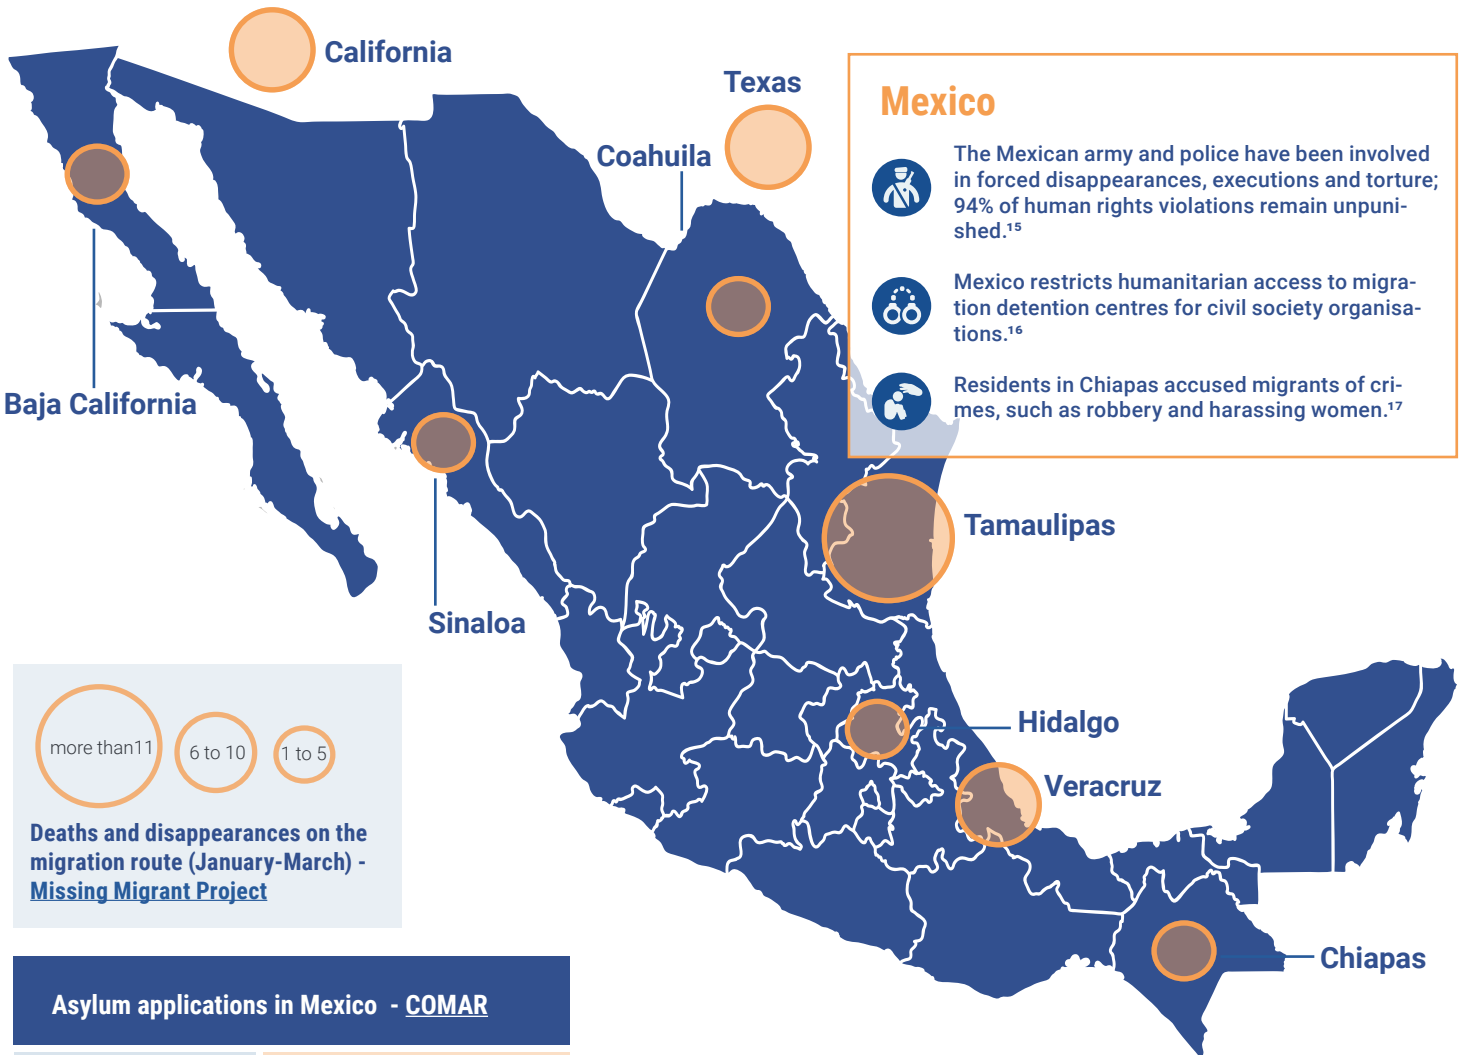 California
Texas
Coahuila
Mexico
The Mexican army and police have been involved
in forced disappearances, executions and torture;
94% of human rights violations remain unpuni-
shed.¹⁵
Mexico restricts humanitarian access to migra-
tion detention centres for civil society organisa-
tions.¹⁶
Residents in Chiapas accused migrants of cri-
mes, such as robbery and harassing women.¹⁷
Baja California
Tamaulipas
Sinaloa
Hidalgo
Veracruz
Chiapas
more than11
6 to 10
1 to 5
Deaths and disappearances on the
migration route (January-March) -
Missing Migrant Project
Asylum applications in Mexico - COMAR